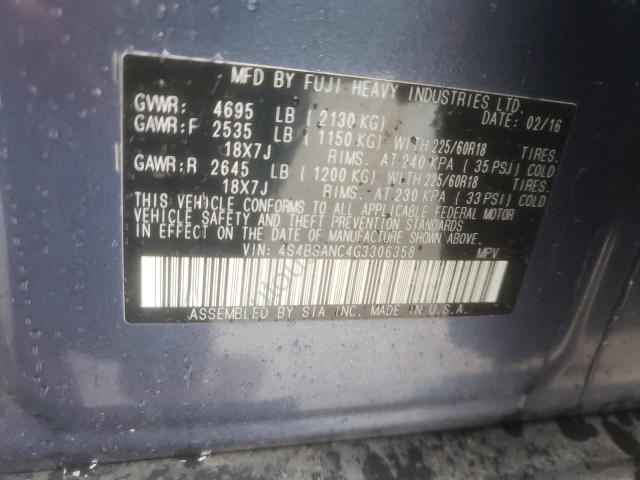 MFD BY FUJI HEAVY INDUSTRIES LTD.
GVWR: 4695 LB (2130 KG) DATE: 02/16
GAWR:F 2535 LB (1150 KG) WITH 225/60R18 TIRES.
18X7J RIMS. AT 240 KPA (35 PSJ) COLD
GAWR:R 2645 LB (1200 KG) WITH 225/60R18 TIRES.
18X7J RIMS. AT 230 KPA (33 PSI) COLD
THIS VEHICLE CONFORMS TO ALL APPLICABLE FEDERAL MOTOR
VEHICLE SAFETY AND THEFT PREVENTION STANDARDS
IN EFFECT ON THE DATE OF MANUFACTURE SHOWN ABOVE.
VIN: 4S4BSANC4G3306358 MPV
ASSEMBLED BY SIA INC. MADE IN U.S.A.